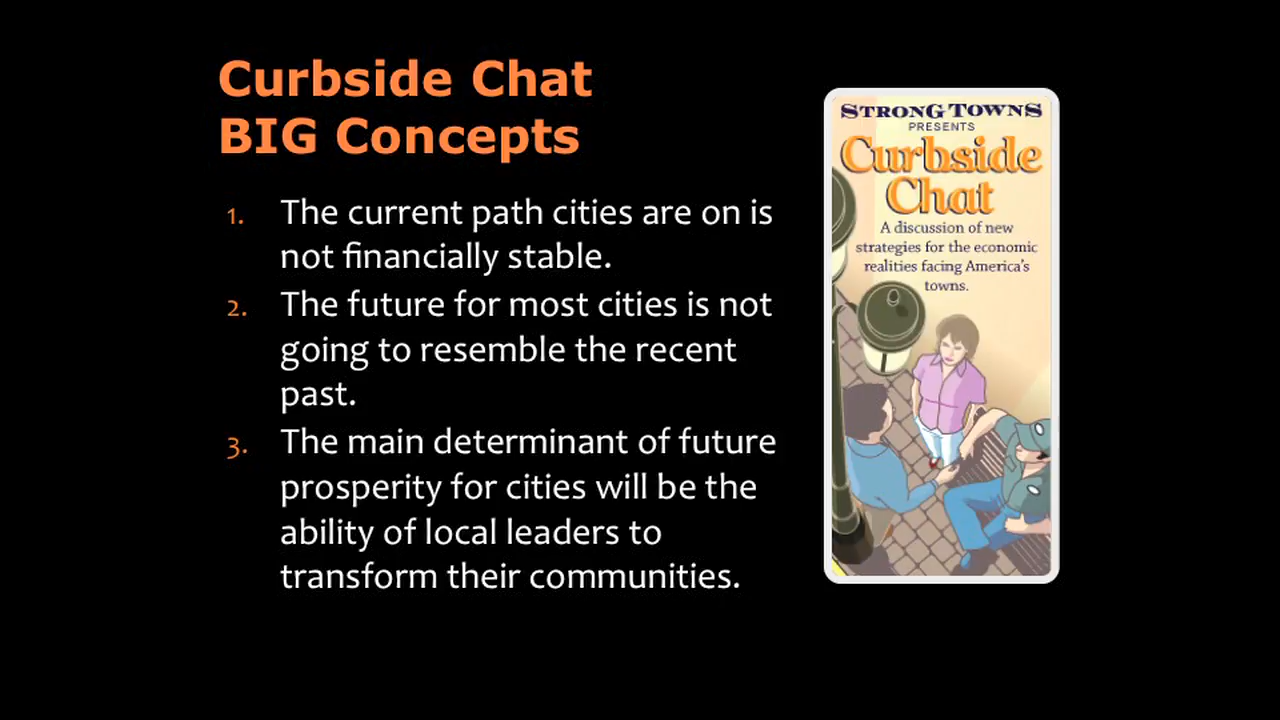 Curbside Chat
BIG Concepts
1. The current path cities are on is
not financially stable.
2. The future for most cities is not
going to resemble the recent
past.
3. The main determinant of future
prosperity for cities will be the
ability of local leaders to
transform their communities.
STRONG TOWNS
PRESENTS
Curbside
Chat
A discussion of new
strategies for the economic
realities facing America's
towns.